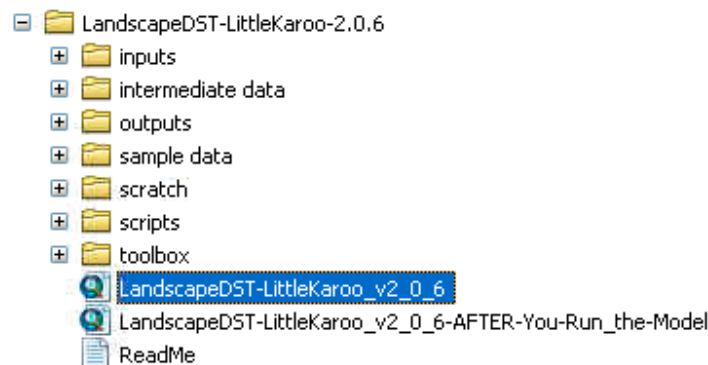 LandscapeDST-LittleKaroo-2.0.6
inputs
intermediate data
outputs
sample data
scratch
scripts
toolbox
LandscapeDST-LittleKaroo_v2_0_6
LandscapeDST-LittleKaroo_v2_0_6-AFTER-You-Run_the-Model
ReadMe